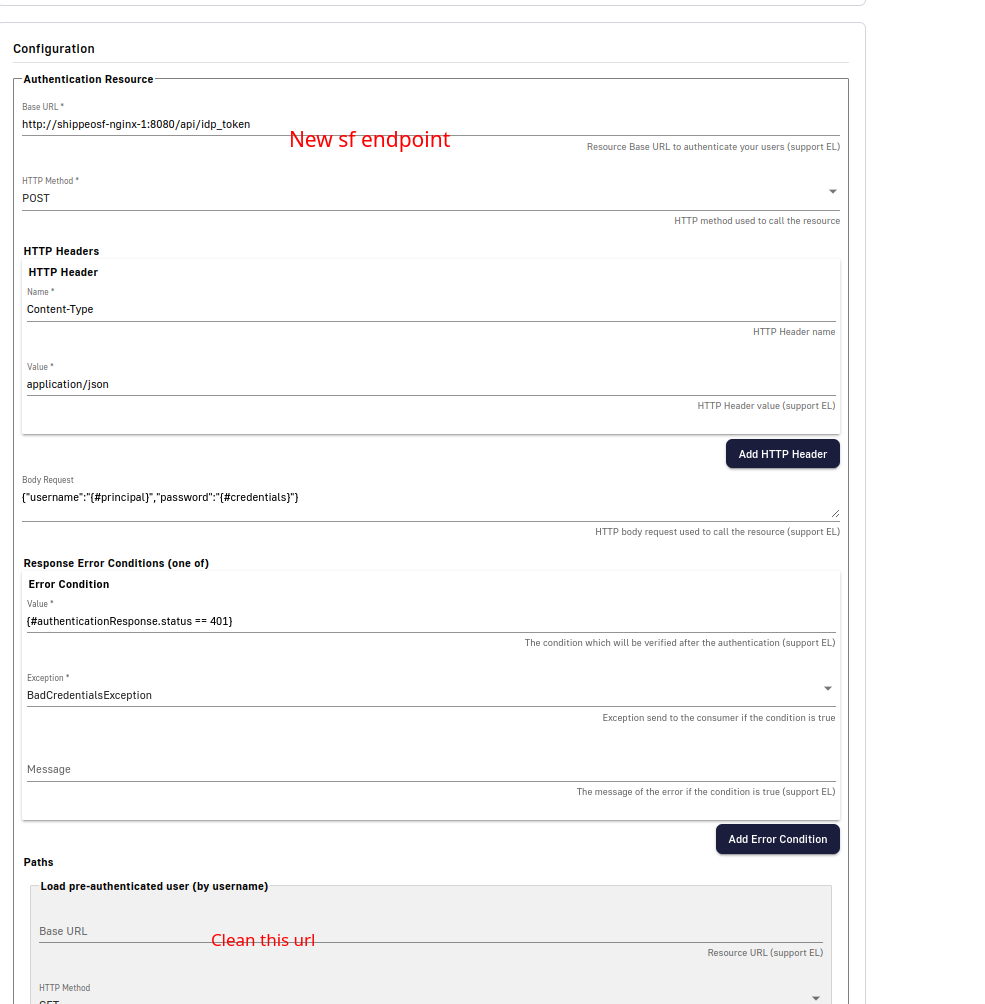 Configuration
Authentication Resource
Base URL *
http://shippeosf-nginx-1:8080/api/idp_token
New sf endpoint
Resource Base URL to authenticate your users (support EL)
HTTP Method *
POST
HTTP method used to call the resource
HTTP Headers
HTTP Header
Name *
Content-Type
HTTP Header name
Value *
application/json
HTTP Header value (support EL)
Add HTTP Header
Body Request
{"username":"{#principal}","password":"{#credentials}"}
HTTP body request used to call the resource (support EL)
Response Error Conditions (one of)
Error Condition
Value *
{#authenticationResponse.status == 401}
The condition which will be verified after the authentication (support EL)
Exception *
BadCredentialsException
Exception send to the consumer if the condition is true
Message
The message of the error if the condition is true (support EL)
Add Error Condition
Paths
Load pre-authenticated user (by username)
Base URL
Clean this url
Resource URL (support EL)
HTTP Method
GET